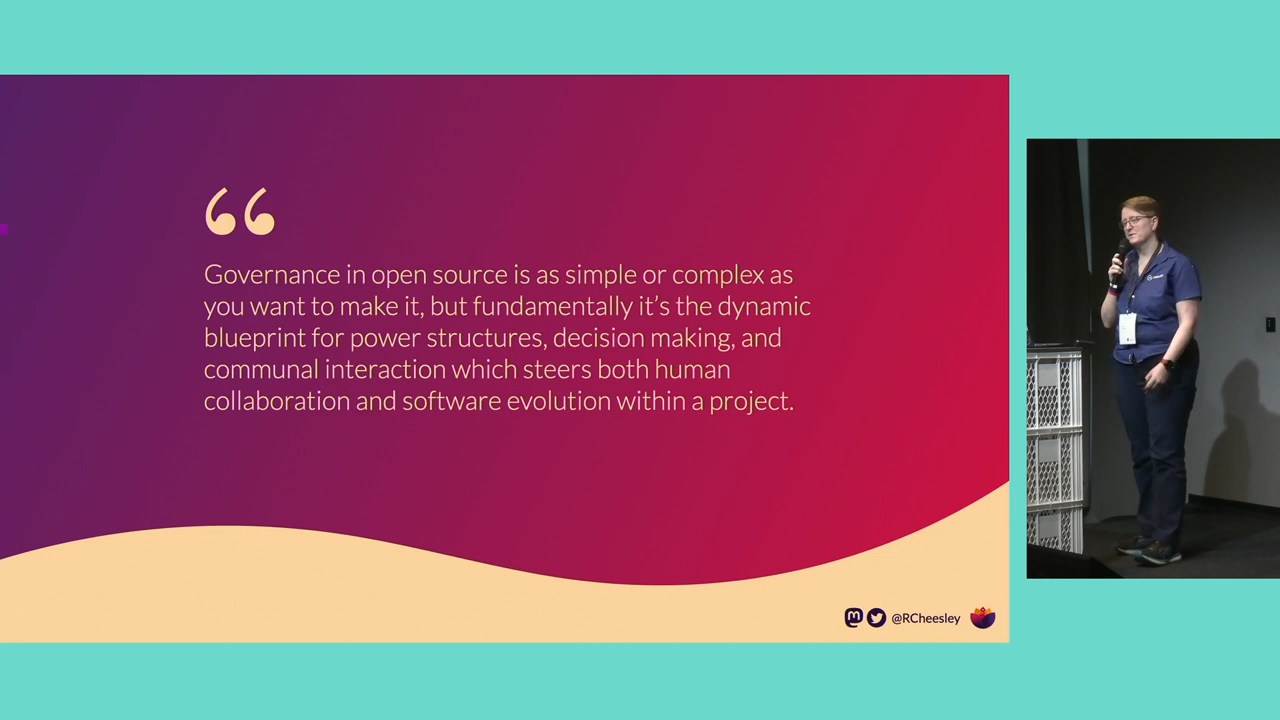 Governance in open source is as simple or complex as
you want to make it, but fundamentally it’s the dynamic
blueprint for power structures, decision making, and
communal interaction which steers both human
collaboration and software evolution within a project.
@RCheesley